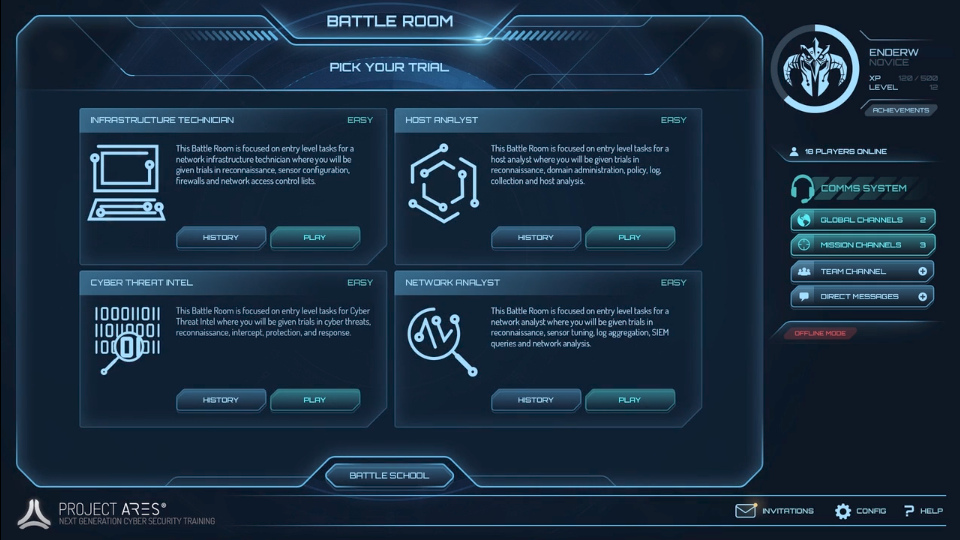 BATTLE ROOM
PICK YOUR TRIAL
INFRASTRUCTURE TECHNICIAN
EASY
This Battle Room is focused on entry level tasks for a
network infrastructure technician where you will be
given trials in reconnaissance, sensor configuration,
firewalls and network access control lists.
HISTORY
PLAY
HOST ANALYST
EASY
This Battle Room is focused on entry level tasks for a
host analyst where you will be given trials in
reconnaissance, domain administration, policy, log,
collection and host analysis.
HISTORY
PLAY
CYBER THREAT INTEL
EASY
1000110II
0
This Battle Room is focused on entry level tasks for Cyber
Threat Intel where you will be given trials in cyber threats,
reconnaissance, intercept, protection, and response.
HISTORY
PLAY
NETWORK ANALYST
EASY
This Battle Room is focused on entry level tasks for a
network analyst where you will be given trials in
reconnaissance, sensor tuning, log aggregation, SIEM
queries and network analysis.
HISTORY
PLAY
BATTLE SCHOOL
ENDERW
NOVICE
XP 120 / 500
LEVEL 12
ACHIEVEMENTS
16 PLAYERS ONLINE
COMMS SYSTEM
GLOBAL CHANNELS 2
MISSION CHANNELS 3
TEAM CHANNEL
DIRECT MESSAGES
OFFLINE MODE
PROJECT ARES®
NEXT GENERATION CYBER SECURITY TRAINING
INVITATIONS
CONFIG
? HELP